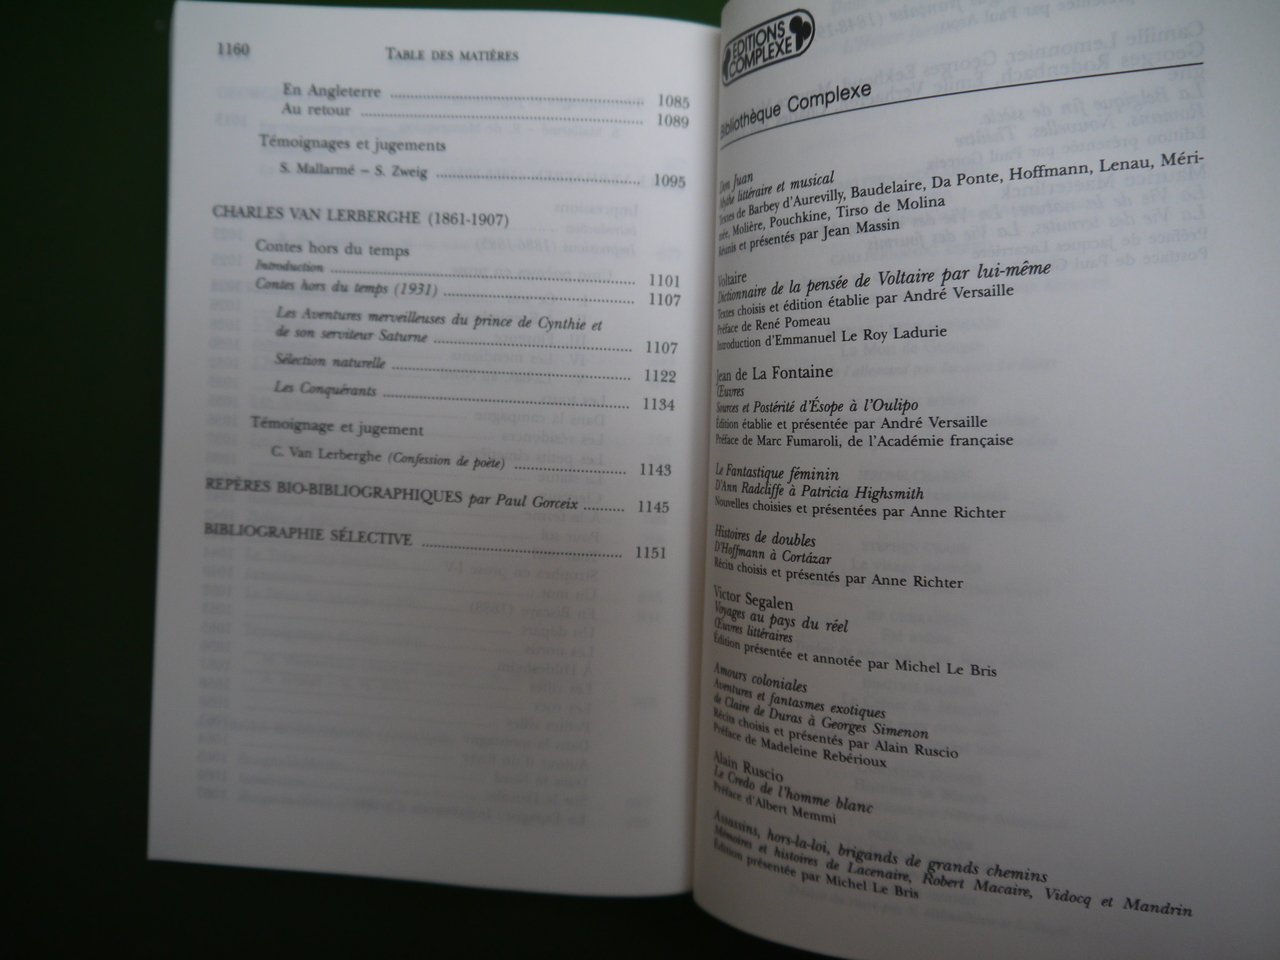 1160
TABLE DES MATIÈRES
En Angleterre ........ 1085
Au retour ........ 1089
Témoignages et jugements
S. Mallarmé – S. Zweig ........ 1095
CHARLES VAN LERBERGHE (1861-1907)
Contes hors du temps
Introduction ........ 1101
Contes hors du temps (1931) ........ 1107
Les Aventures merveilleuses du prince de Cynthie et
de son serviteur Saturne ........ 1107
Sélection naturelle ........ 1122
Les Conquérants ........ 1134
Témoignage et jugement
C. Van Lerberghe (Confession de poète) ........ 1143
REPÈRES BIO-BIBLIOGRAPHIQUES par Paul Gorceix ........ 1145
BIBLIOGRAPHIE SÉLECTIVE ........ 1151
EDITIONS
COMPLEXE
Bibliothèque Complexe
Don Juan
Mythe littéraire et musical
Textes de Barbey d'Aurevilly, Baudelaire, Da Ponte, Hoffmann, Lenau, Méri-
mée, Molière, Pouchkine, Tirso de Molina
Réunis et présentés par Jean Massin
Voltaire
Dictionnaire de la pensée de Voltaire par lui-même
Textes choisis et édition établie par André Versaille
Préface de René Pomeau
Introduction d'Emmanuel Le Roy Ladurie
Jean de La Fontaine
Œuvres
Sources et Postérité d'Ésope à l'Oulipo
Édition établie et présentée par André Versaille
Préface de Marc Fumaroli, de l'Académie française
Le Fantastique féminin
D'Ann Radcliffe à Patricia Highsmith
Nouvelles choisies et présentées par Anne Richter
Histoires de doubles
D'Hoffmann à Cortázar
Récits choisis et présentés par Anne Richter
Victor Segalen
Voyages au pays du réel
Œuvres littéraires
Édition présentée et annotée par Michel Le Bris
Amours coloniales
Aventures et fantasmes exotiques
de Claire de Duras à Georges Simenon
Récits choisis et présentés par Alain Ruscio
Préface de Madeleine Rebérioux
Alain Ruscio
Le Credo de l'homme blanc
Préface d'Albert Memmi
Assassins, hors-la-loi, brigands de grands chemins
Mémoires et histoires de Lacenaire, Robert Macaire, Vidocq et Mandrin
Édition présentée par Michel Le Bris